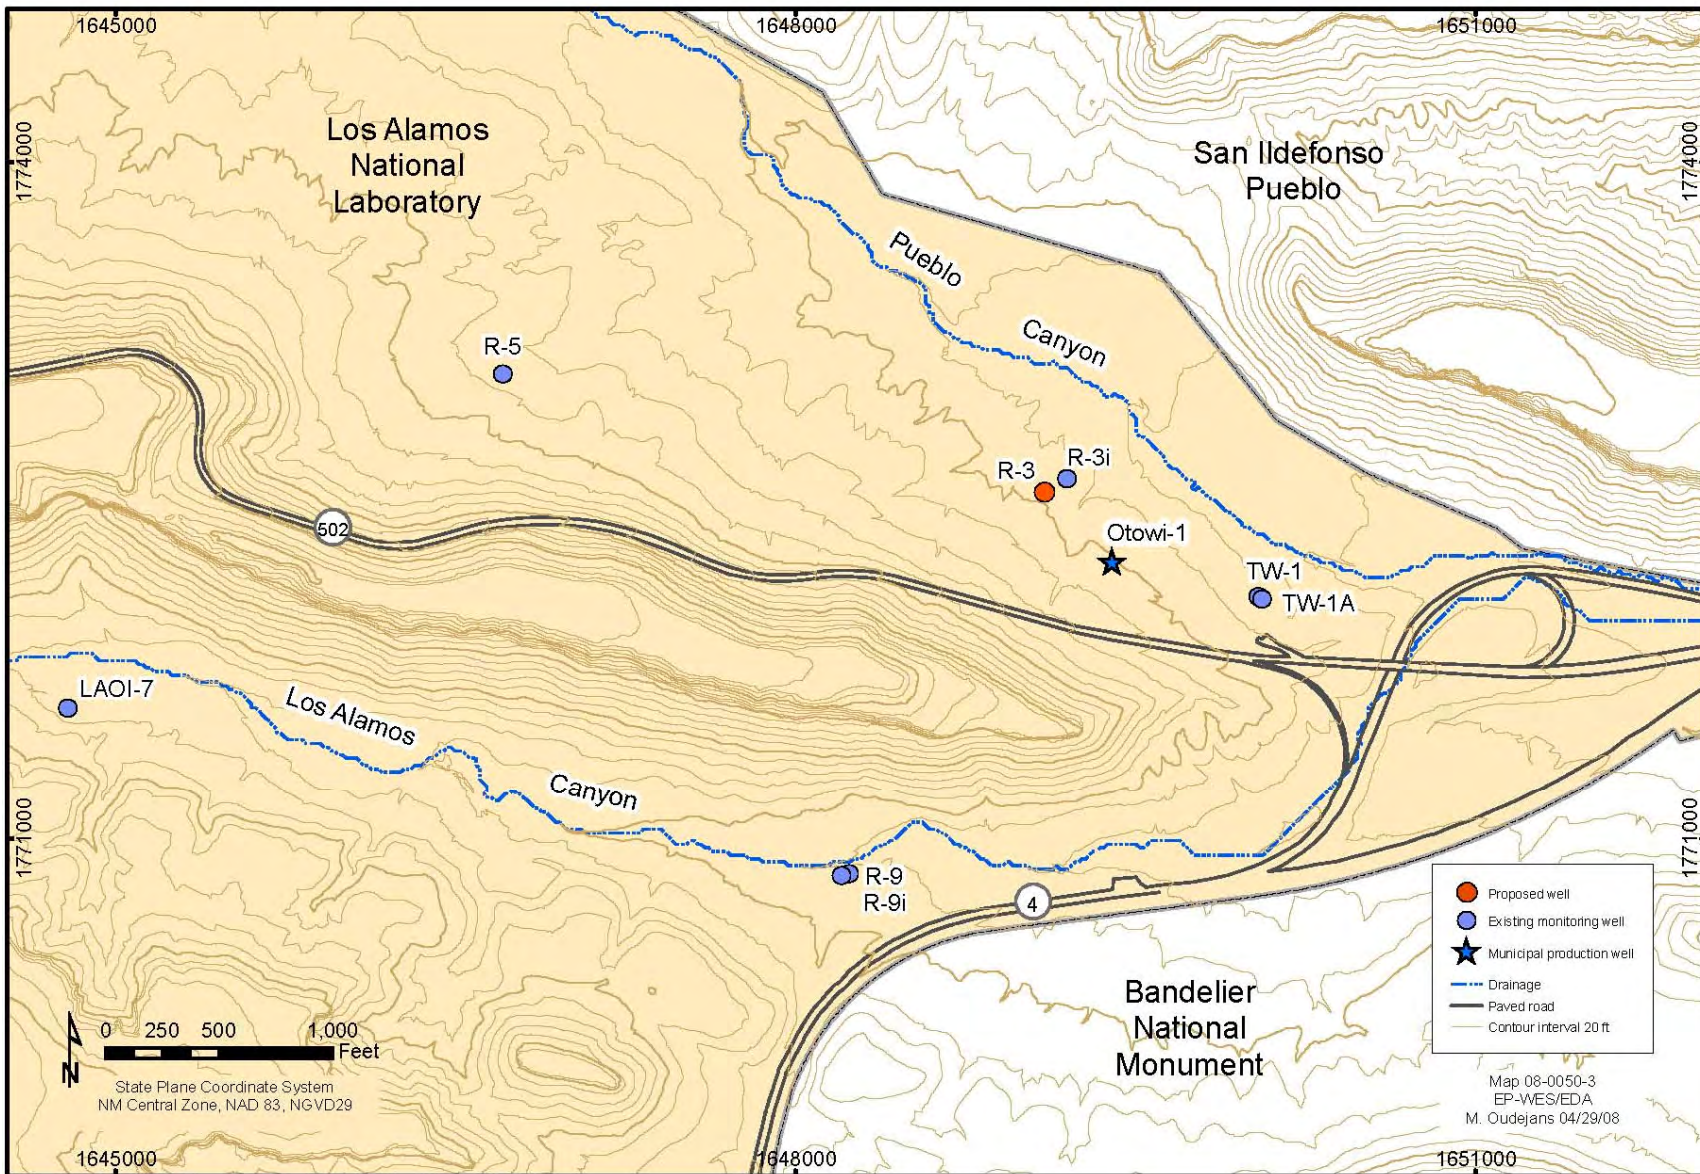 1645000
1648000
1651000
1774000
1774000
Los Alamos
National
Laboratory
San Ildefonso
Pueblo
Pueblo
Canyon
R-5
R-3
R-3i
502
Otowi-1
TW-1
TW-1A
LAOI-7
Los Alamos
Canyon
1771000
1771000
R-9
R-9i
4
Proposed well
Existing monitoring well
Municipal production well
Drainage
Paved road
Contour interval 20 ft
Bandelier
National
Monument
0 250 500 1,000
Feet
N
State Plane Coordinate System
NM Central Zone, NAD 83, NGVD29
Map 08-0050-3
EP-WES/EDA
M. Oudejans 04/29/08
1645000
1648000
1651000